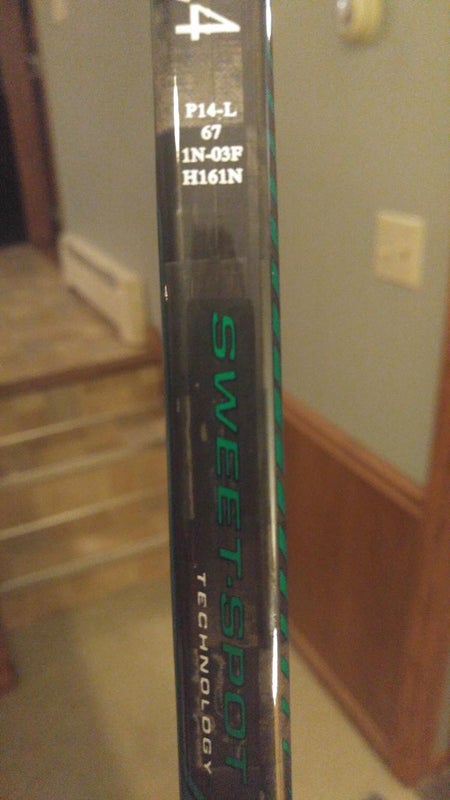 4
P14-L
67
1N-03F
H161N
SWEET-SPOT
TECHNOLOGY